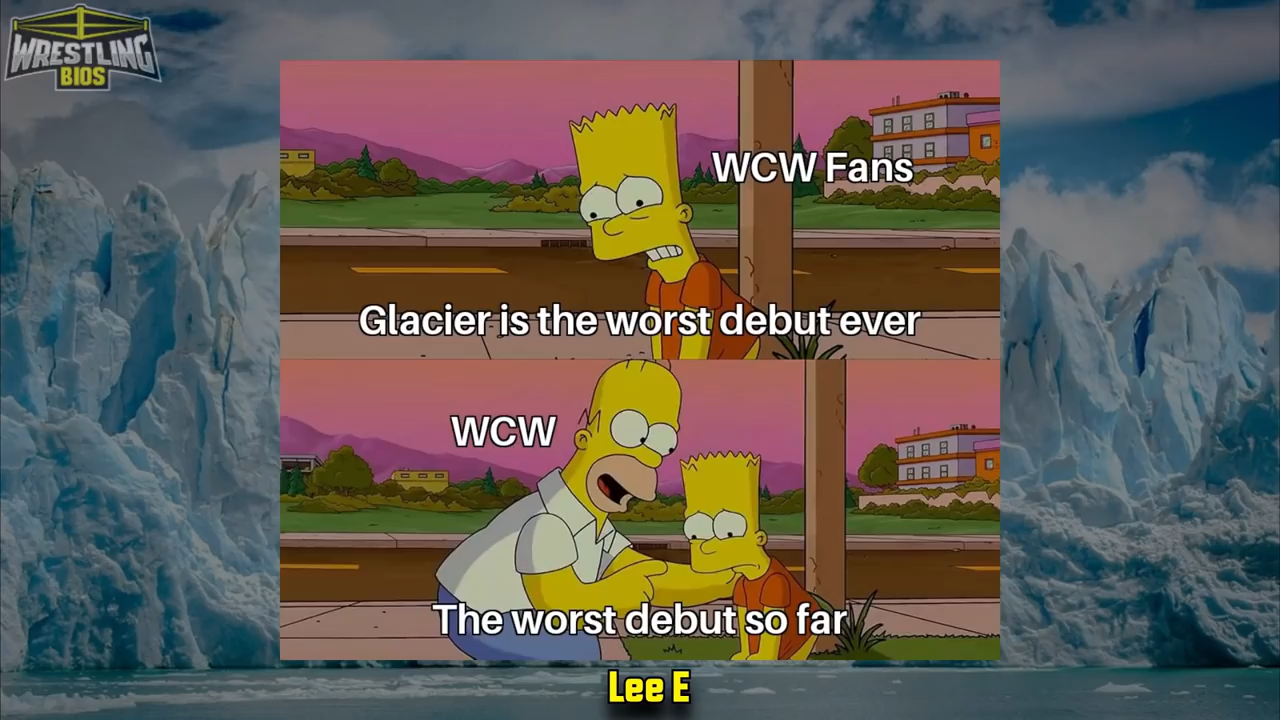 WRESTLING
BIOS
WCW Fans
Glacier is the worst debut ever
WCW
The worst debut so far
Lee E